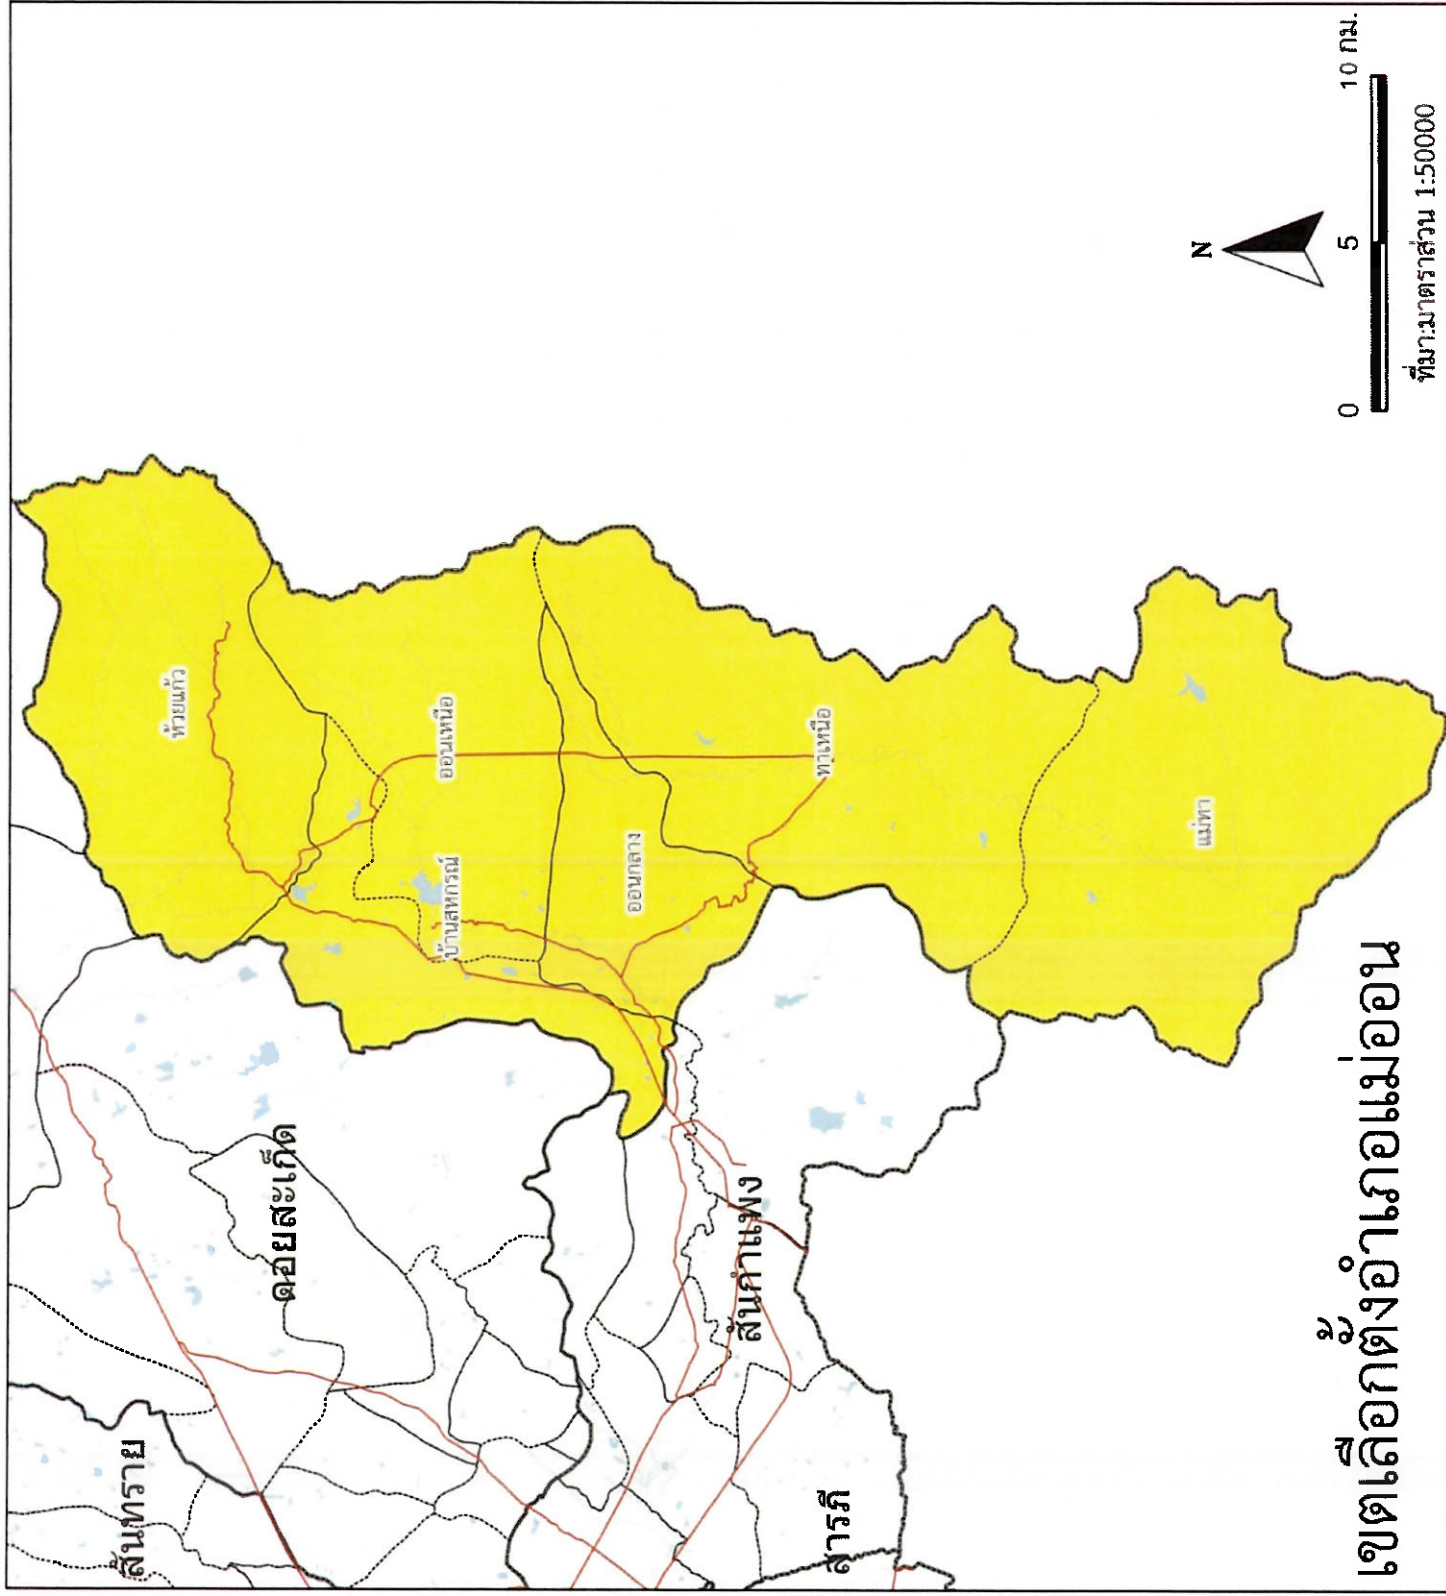 ห้วยแก้ว
ออนเหนือ
บ้านสหกรณ์
ออนกลาง
ทาเหนือ
แม่ทา
ดอยสะเก็ด
สันทราย
สันกำแพง
สารภี
N
0 5 10 กม.
ที่มา:มาตราส่วน 1:50000
เขตเลือกตั้งอำเภอแม่ออน